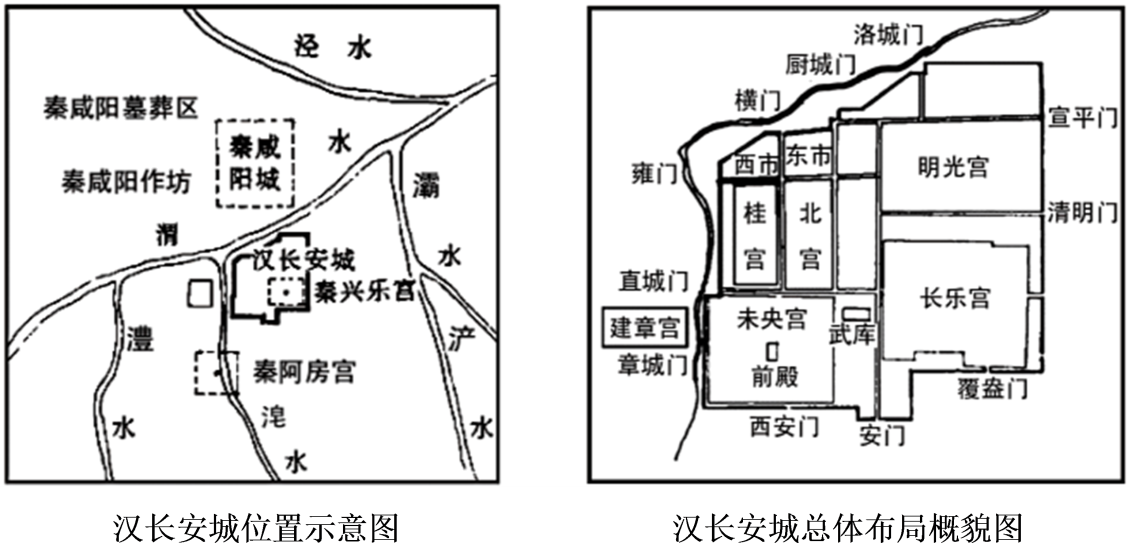 泾水
秦咸阳墓葬区
秦咸
阳城
水
秦咸阳作坊
灞
渭
水
汉长安城
秦兴乐宫
澧
浐
秦阿房宫
皂
水
水
水
汉长安城位置示意图
洛城门
厨城门
横门
宣平门
西市
东市
雍门
明光宫
桂宫
北宫
清明门
直城门
长乐宫
建章宫
未央宫
武库
章城门
前殿
覆盎门
西安门
安门
汉长安城总体布局概貌图